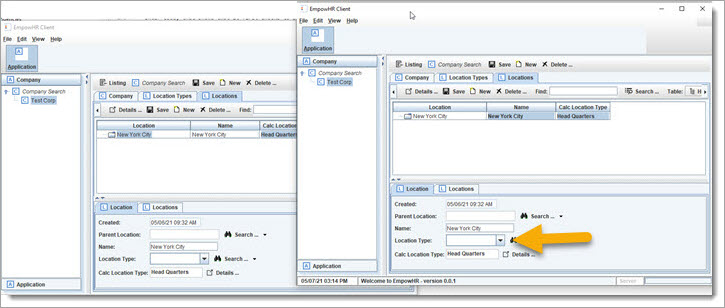 EmpowHR Client
File Edit View Help
A
Application
A Company
C Company Search
C Test Corp
Listing C Company Search Save New Delete ...
C Company L Location Types L Locations
Details ... Save New Delete ... Find:
Location Name Calc Location
New York City New York City Head Quarters
L Location L Locations
Created: 05/06/21 09:32 AM
Parent Location: Search ...
Name: New York City
Location Type: Search ...
Calc Location Type: Head Quarters Details ...
A Application
EmpowHR Client
File Edit View Help
A
Application
A Company
C Company Search
C Test Corp
Listing C Company Search Save New Delete ...
C Company L Location Types L Locations
Details ... Save New Delete ... Find: Search ... Table: H
Location Name Calc Location Type
New York City New York City Head Quarters
L Location L Locations
Created: 05/06/21 09:32 AM
Parent Location: Search ...
Name: New York City
Location Type:
Calc Location Type: Head Quarters Details ...
A Application
05/07/21 03:14 PM Welcome to EmpowHR - version 0.0.1 Server